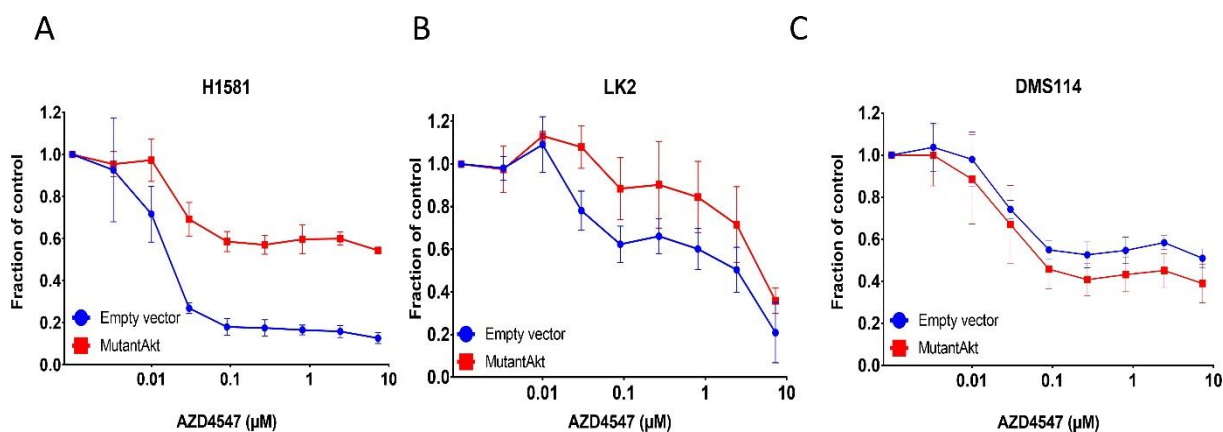 A
B
C
H1581
LK2
DMS114
Fraction of control
1.2
1.0
0.8
0.6
0.4
0.2
0.0
Empty vector
MutantAkt
0.01
0.1
1
10
AZD4547 (µM)
Fraction of control
1.2
1.0
0.8
0.6
0.4
0.2
0.0
Empty vector
MutantAkt
0.01
0.1
1
10
AZD4547 (µM)
Fraction of control
1.2
1.0
0.8
0.6
0.4
0.2
0.0
Empty vector
MutantAkt
0.01
0.1
1
10
AZD4547 (µM)